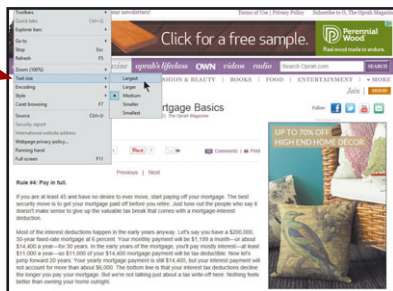 Toolbars
Quick tabs Ctrl+Q
Explorer bars
Go to
Stop Esc
Refresh F5
Zoom (100%)
Text size
Encoding
Style
Caret browsing F7
Source Ctrl+U
Security report
International website address
Webpage privacy policy...
Panning hand
Full screen F11
Largest
Larger
Medium
Smaller
Smallest
your newsletters!
Terms of Use | Privacy Policy Subscribe to O, The Oprah Magazine
Click for a free sample.
Perennial
Wood
Real wood made to endure.
oprah's lifeclass OWN videos radio
Search Oprah.com
SEARCH
FASHION & BEAUTY | BOOKS | FOOD | ENTERTAINMENT | MORE
Join
rtgage Basics
O, The Oprah Magazine
Follow
Pin it
Comments | Print
Previous | Next
Rule #4: Pay in full.
If you are at least 45 and have no desire to ever move, start paying off your mortgage. The best
security move is to get your mortgage paid off before you retire. Just tune out the people who say it
doesn't make sense to give up the valuable tax break that comes with a mortgage-interest
deduction.
Most of the interest deductions happen in the early years anyway. Let's say you have a $200,000,
30-year fixed-rate mortgage at 6 percent. Your monthly payment will be $1,199 a month—or about
$14,400 a year—for 30 years. In the early years of the mortgage, you'll pay mostly interest—at least
$11,000 a year—so $11,000 of your $14,400 mortgage payment will be tax deductible. Now let's
jump forward 20 years. Your yearly mortgage payment is still $14,400, but your interest payment will
not account for more than about $6,000. The bottom line is that your interest tax deductions decline
the longer you pay your mortgage. But we're not talking just about a tax write-off here: Nothing feels
better than owning your home outright.
UP TO 70% OFF
HIGH END HOME DÉCOR